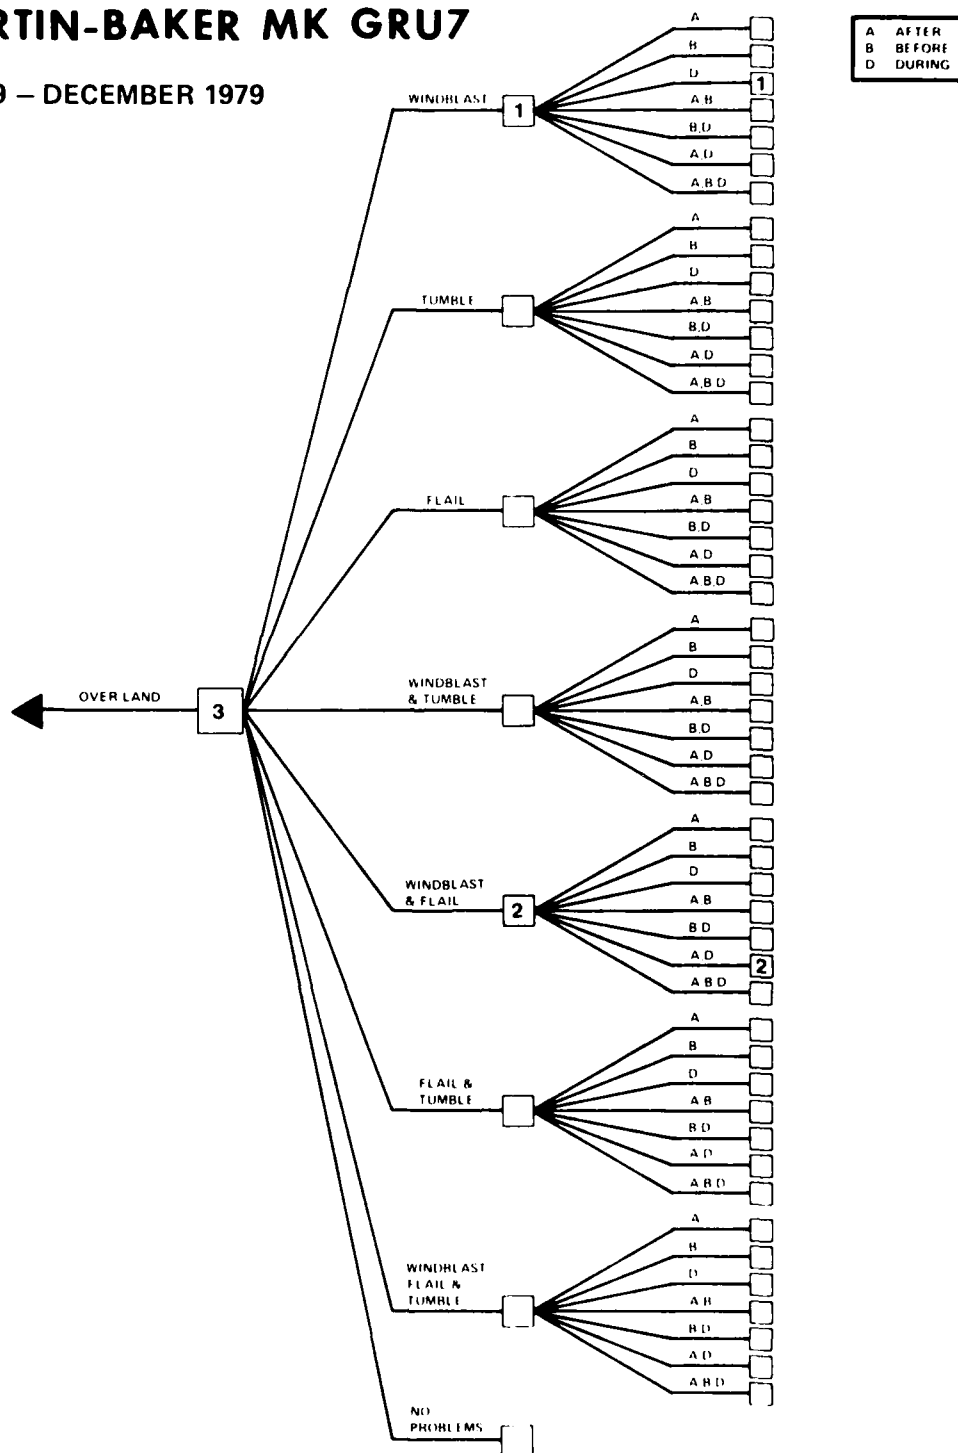 RTIN-BAKER MK GRU7
9 – DECEMBER 1979
A AFTER
B BEFORE
D DURING
WINDBLAST
1
A
B
D
1
A,B
B,D
A,D
A,B D
TUMBLE
A
B
D
A,B
B,D
A,D
A,B D
FLAIL
A
B
D
A,B
B,D
A,D
A,B,D
OVER LAND
3
WINDBLAST
& TUMBLE
A
B
D
A,B
B,D
A,D
A B D
WINDBLAST
& FLAIL
2
A
B
D
A B
B D
A D
2
A B D
FLAIL &
TUMBLE
A
B
D
A B
B D
A D
A B D
WINDBLAST
FLAIL &
TUMBLE
A
B
D
A B
B D
A D
A B D
NO
PROBLEMS